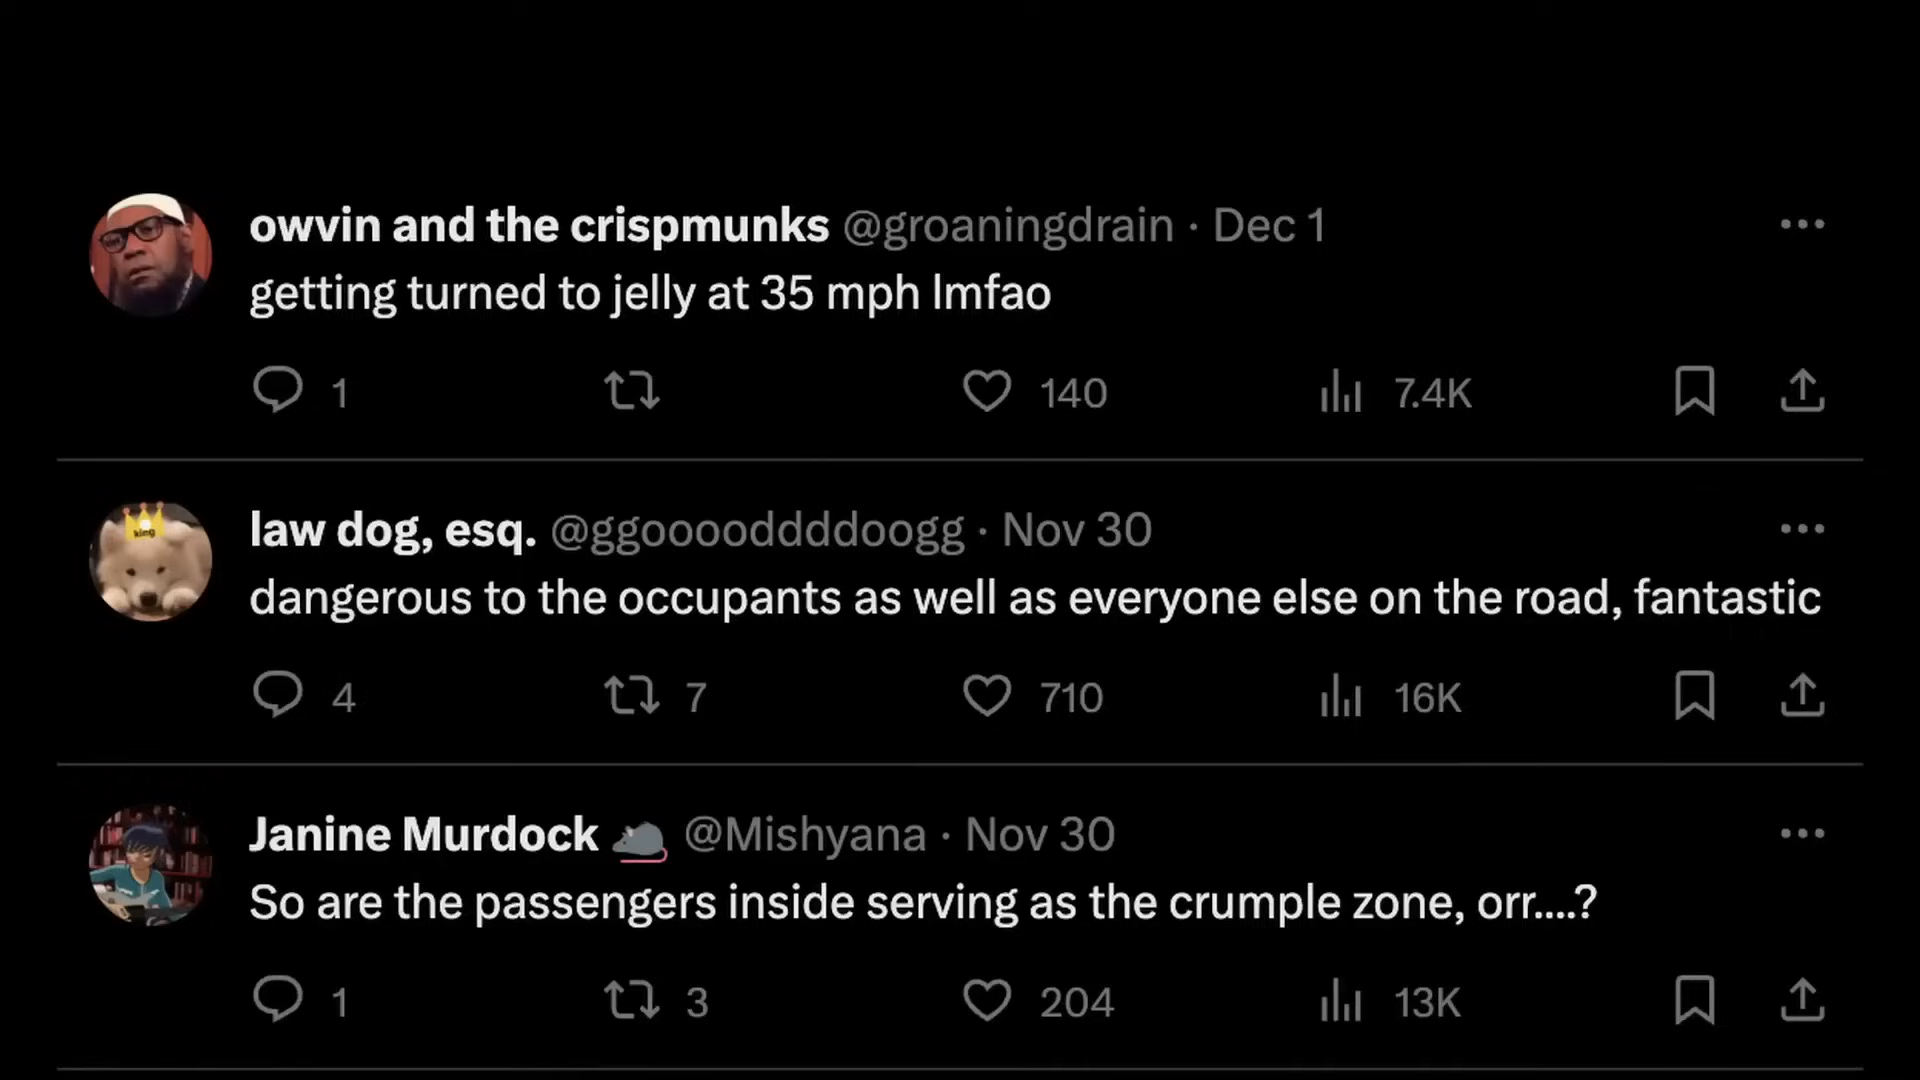 owvin and the crispmunks @groaningdrain · Dec 1
getting turned to jelly at 35 mph lmfao
1 140 7.4K
king
law dog, esq. @ggooooddddoogg · Nov 30
dangerous to the occupants as well as everyone else on the road, fantastic
4 7 710 16K
Janine Murdock 🐀 @Mishyana · Nov 30
So are the passengers inside serving as the crumple zone, orr....?
1 3 204 13K